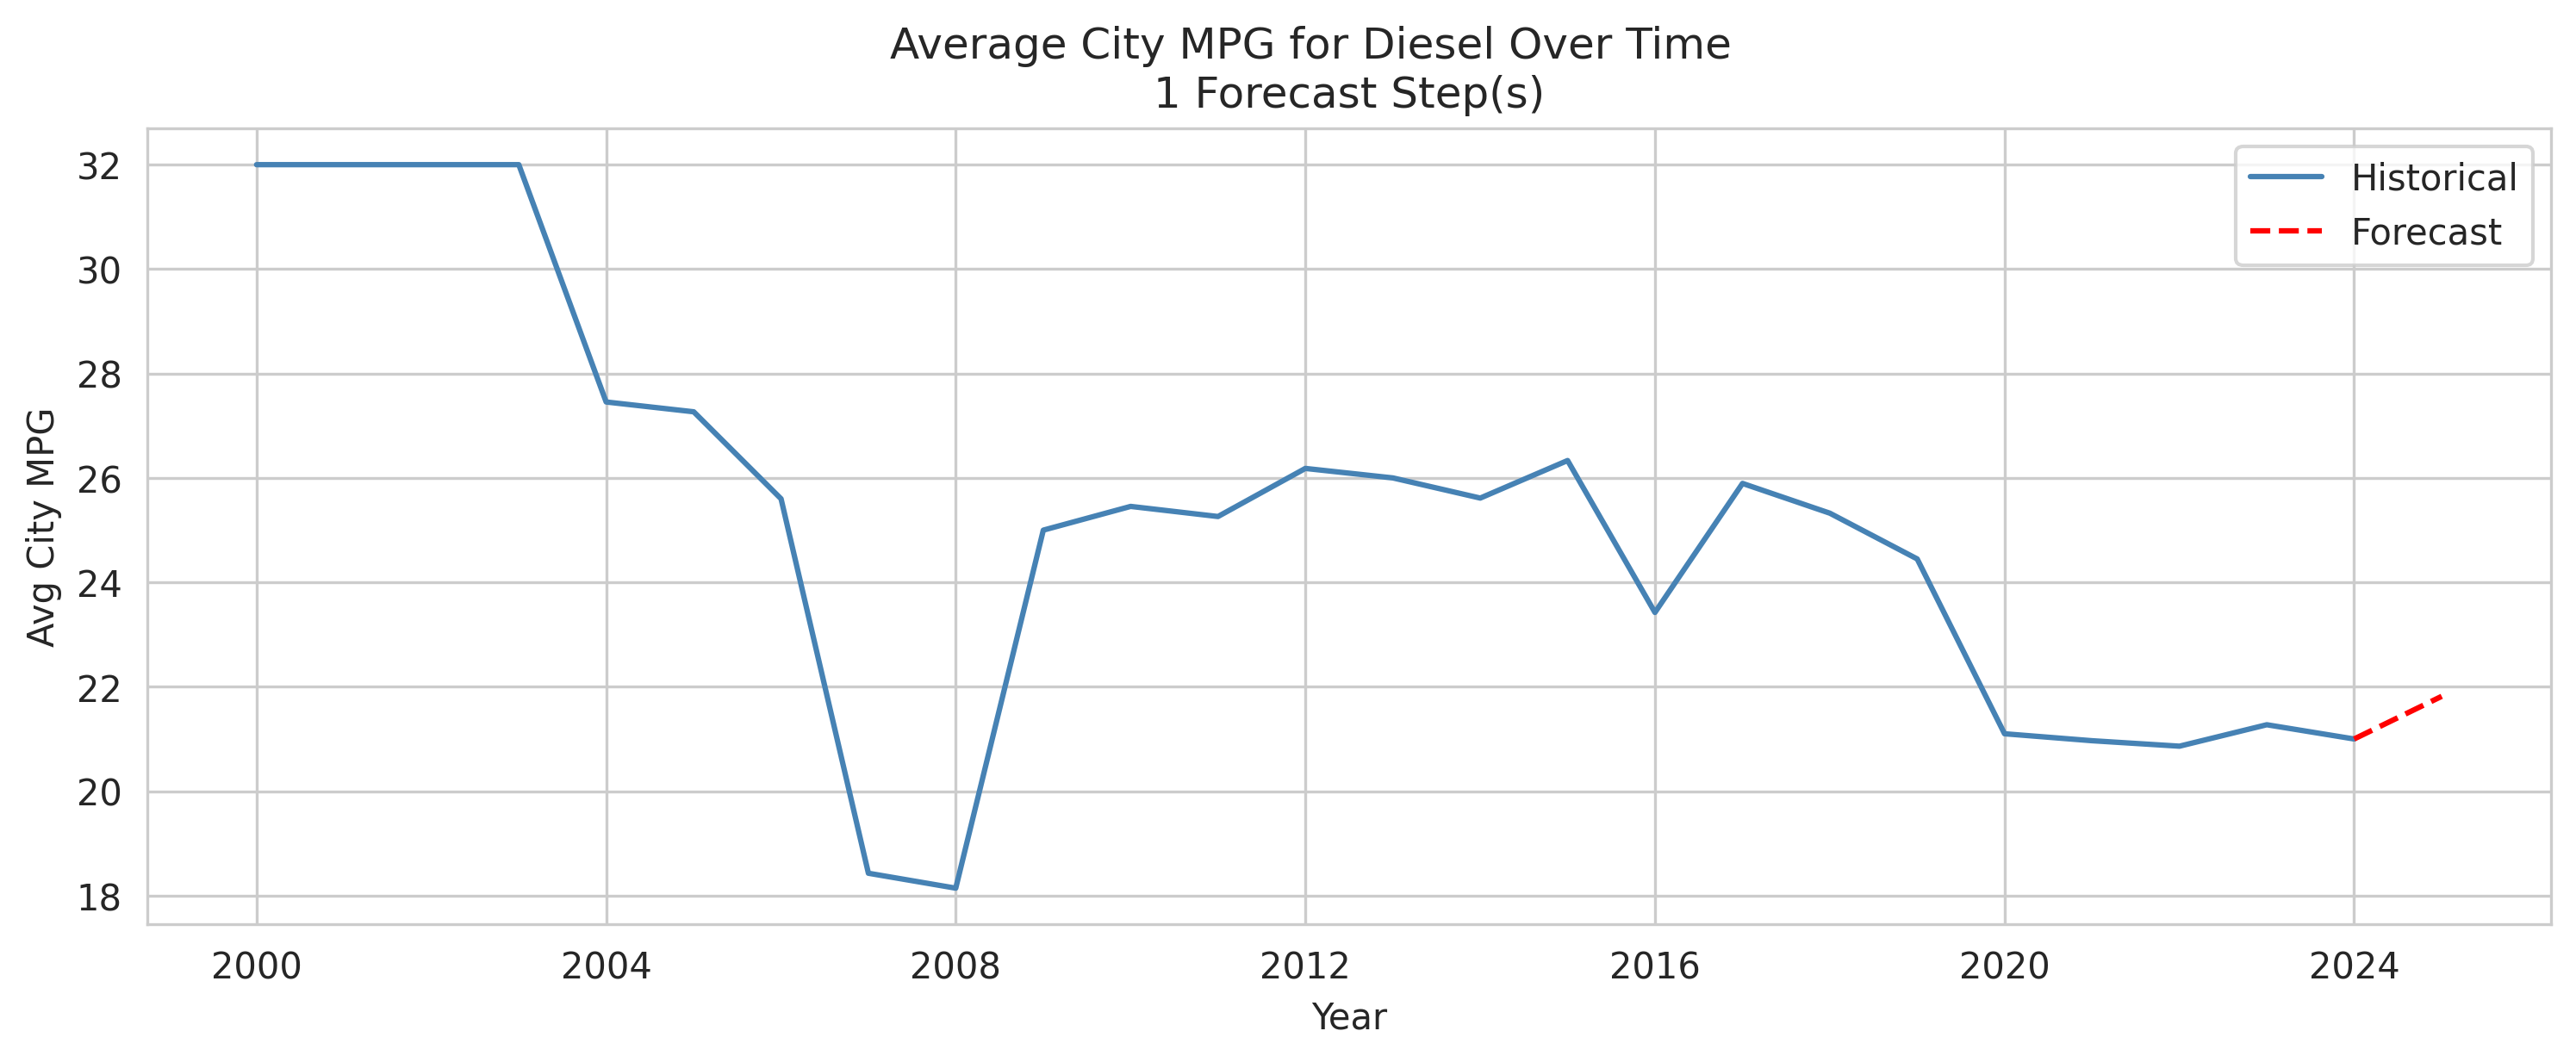 Average City MPG for Diesel Over Time
1 Forecast Step(s)
Historical
Forecast
Avg City MPG
32
30
28
26
24
22
20
18
2000 2004 2008 2012 2016 2020 2024
Year